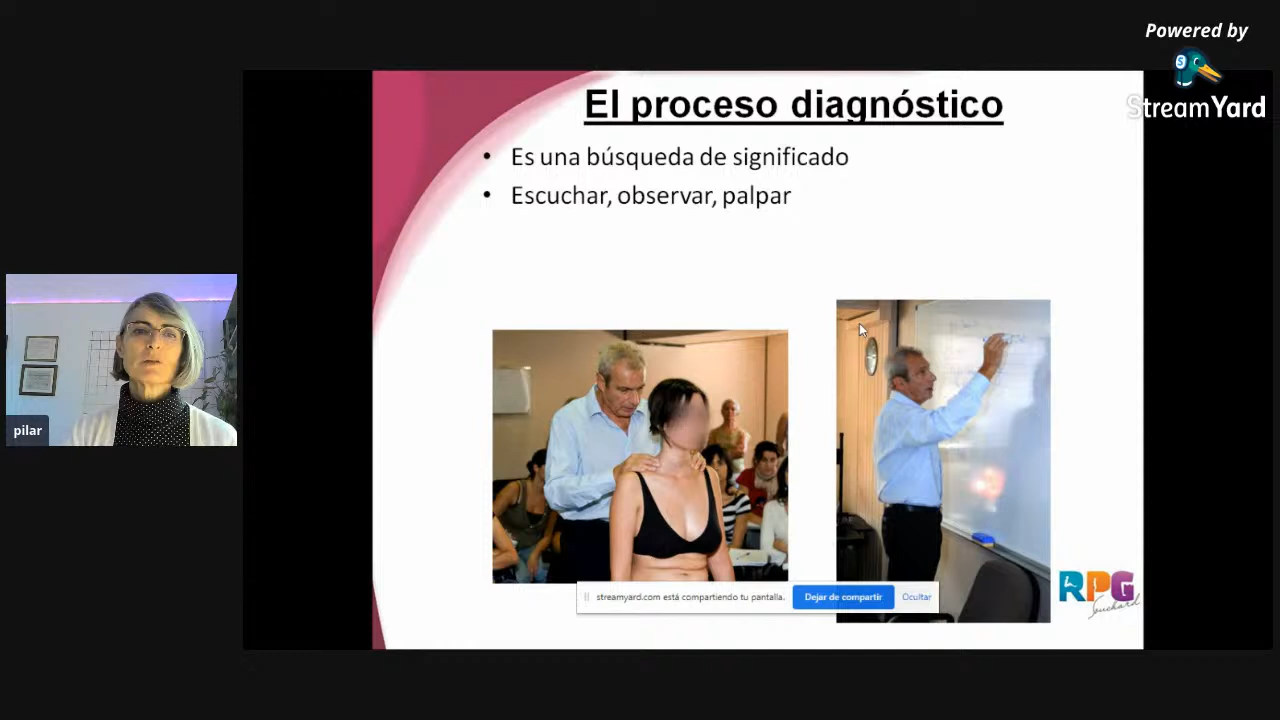 Powered by
StreamYard
El proceso diagnóstico
• Es una búsqueda de significado
• Escuchar, observar, palpar
pilar
streamyard.com está compartiendo tu pantalla.
Dejar de compartir
Ocultar
RPG
Souchard